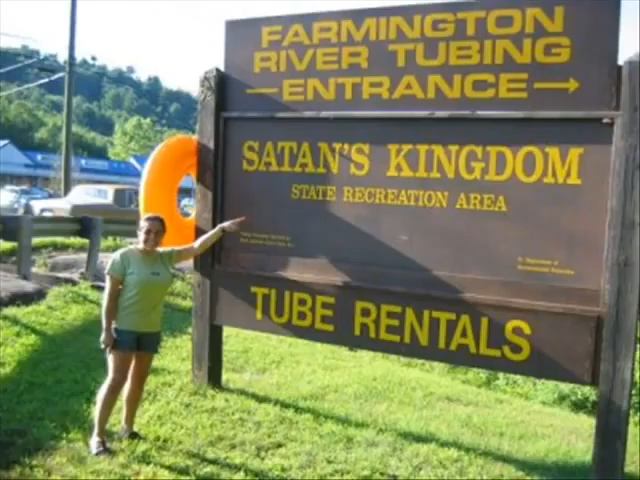 FARMINGTON
RIVER TUBING
ENTRANCE
SATAN'S KINGDOM
STATE RECREATION AREA
TUBE RENTALS